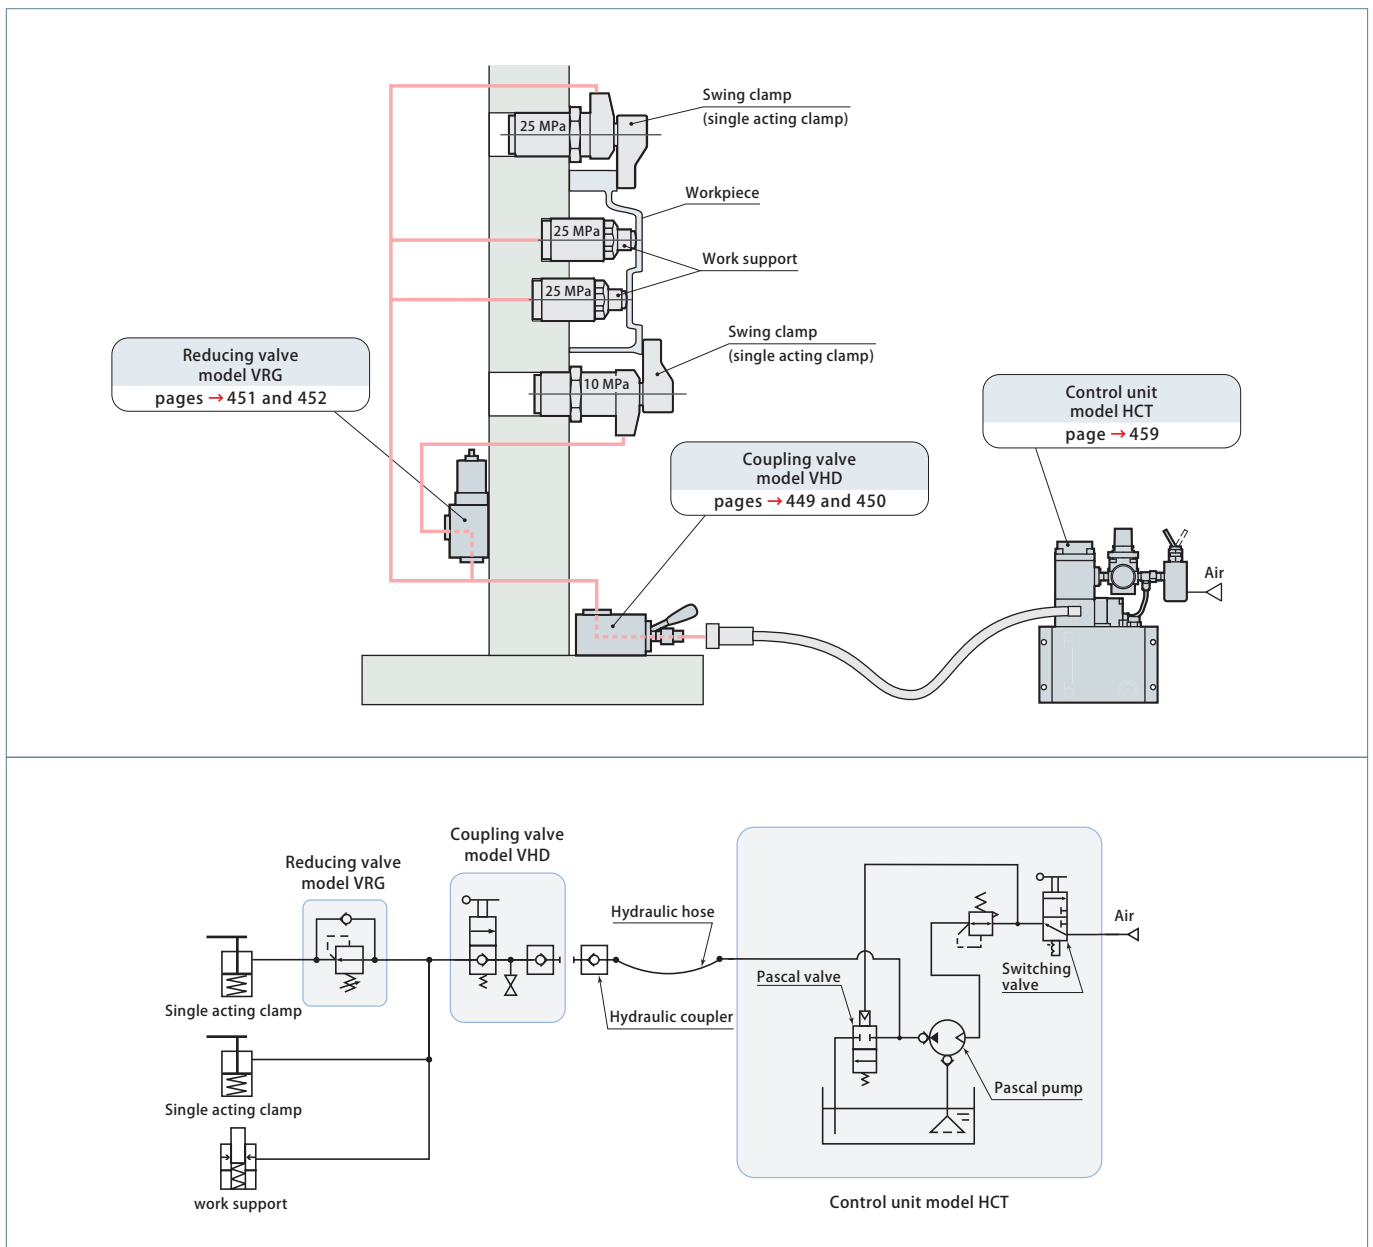 Swing clamp
(single acting clamp)
25 MPa
Workpiece
25 MPa
Work support
25 MPa
Swing clamp
(single acting clamp)
Reducing valve
model VRG
pages → 451 and 452
10 MPa
Control unit
model HCT
page → 459
Coupling valve
model VHD
pages → 449 and 450
Air
Coupling valve
model VHD
Reducing valve
model VRG
Hydraulic hose
Air
Switching
valve
Pascal valve
Single acting clamp
Hydraulic coupler
Pascal pump
Single acting clamp
work support
Control unit model HCT